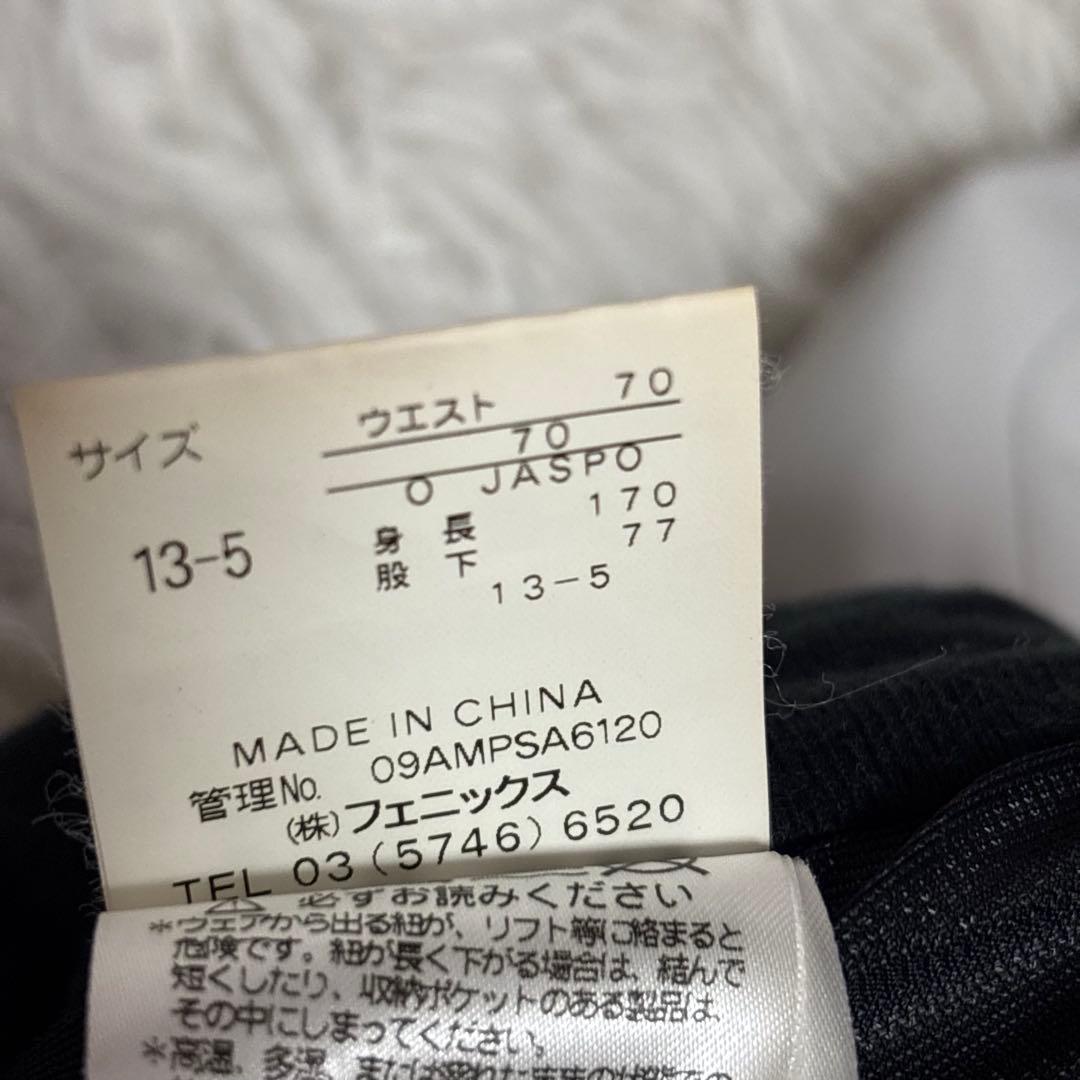 サイズ
13-5
ウエスト 70
70
O JASPO
身 長 170
股 下 77
13-5
MADE IN CHINA
管理No. 09AMPSA6120
(株)フェニックス
TEL 03(5746)6520
必ずお読みください
*ウェアから出る紐が、リフト等に絡まると
危険です。紐が長く下がる場合は、結んで
短くしたり、収納ポケットのある製品は、
その中にしまってください。
*高温、多湿、または